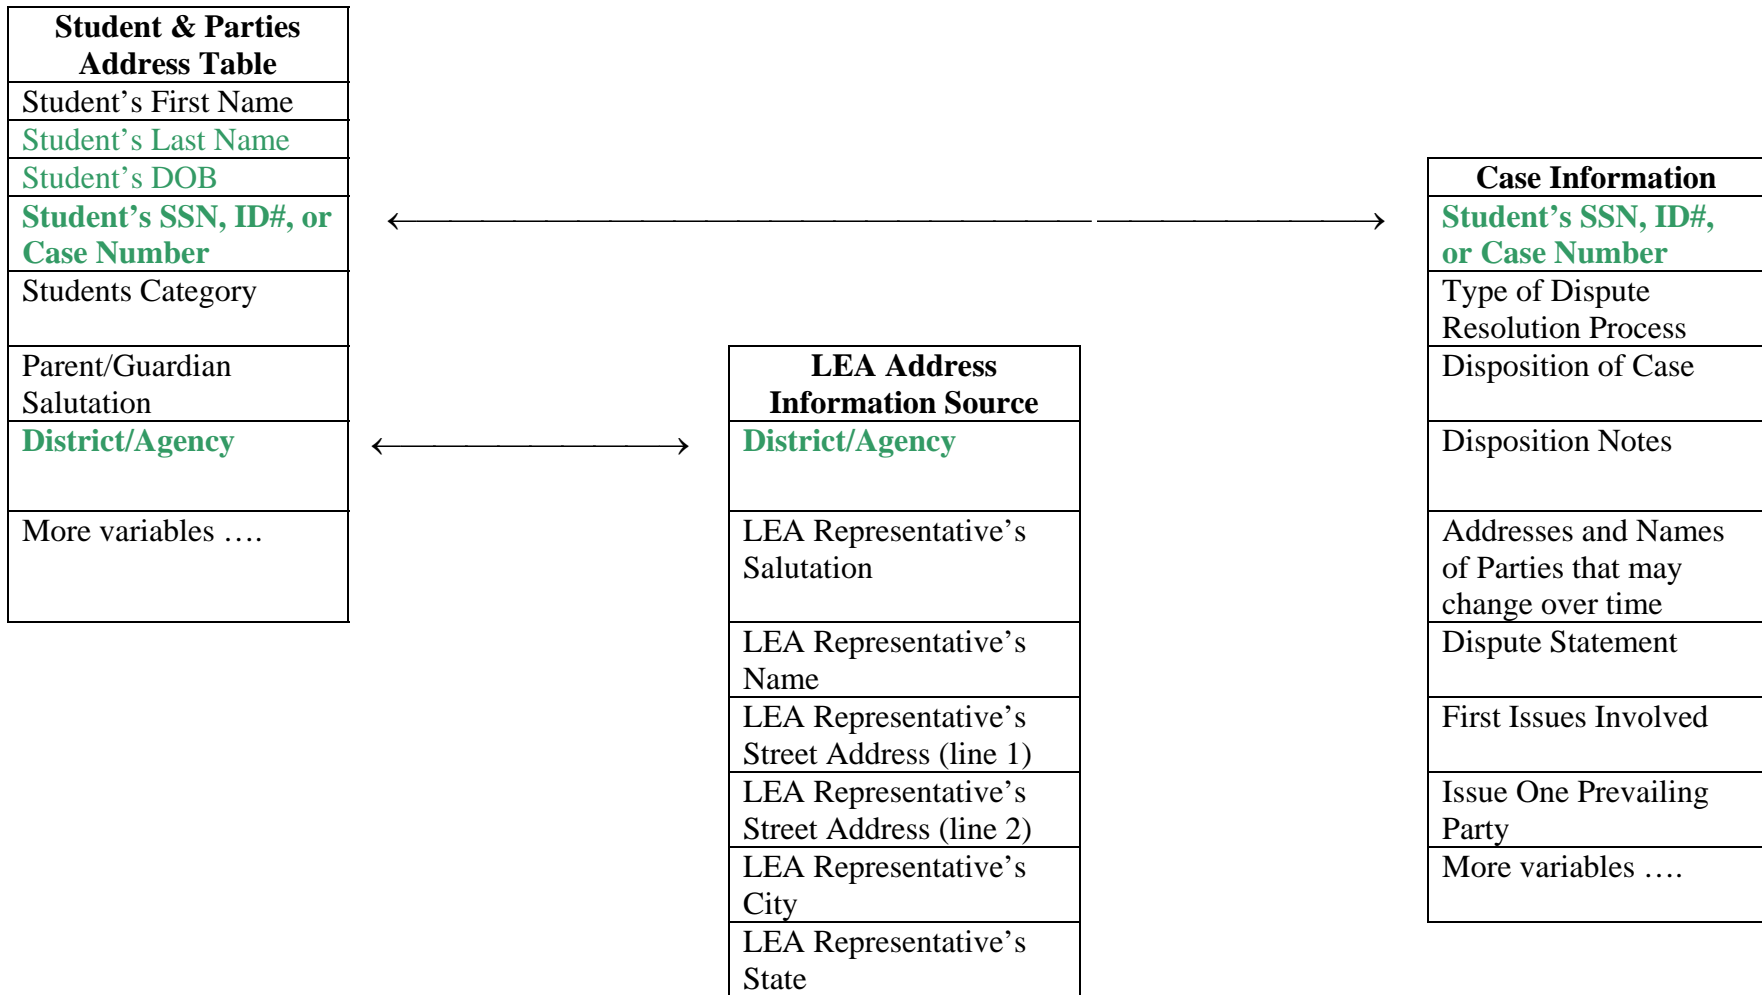 Student & Parties
Address Table
Student’s First Name
Student’s Last Name
Student’s DOB
Student’s SSN, ID#, or
Case Number
Students Category
Parent/Guardian
Salutation
District/Agency
More variables ….
LEA Address
Information Source
District/Agency
LEA Representative’s
Salutation
LEA Representative’s
Name
LEA Representative’s
Street Address (line 1)
LEA Representative’s
Street Address (line 2)
LEA Representative’s
City
LEA Representative’s
State
Case Information
Student’s SSN, ID#,
or Case Number
Type of Dispute
Resolution Process
Disposition of Case
Disposition Notes
Addresses and Names
of Parties that may
change over time
Dispute Statement
First Issues Involved
Issue One Prevailing
Party
More variables ….